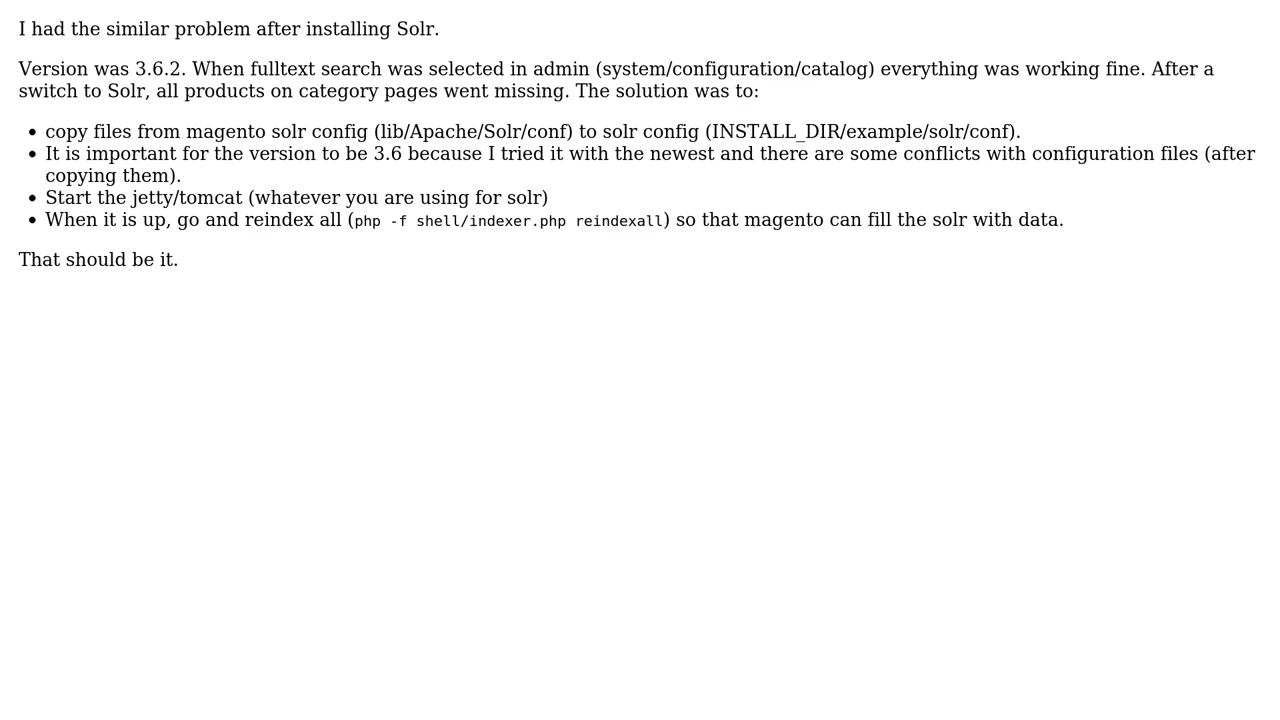 I had the similar problem after installing Solr.
Version was 3.6.2. When fulltext search was selected in admin (system/configuration/catalog) everything was working fine. After a
switch to Solr, all products on category pages went missing. The solution was to:
• copy files from magento solr config (lib/Apache/Solr/conf) to solr config (INSTALL_DIR/example/solr/conf).
• It is important for the version to be 3.6 because I tried it with the newest and there are some conflicts with configuration files (after
copying them).
• Start the jetty/tomcat (whatever you are using for solr)
• When it is up, go and reindex all (php -f shell/indexer.php reindexall) so that magento can fill the solr with data.
That should be it.